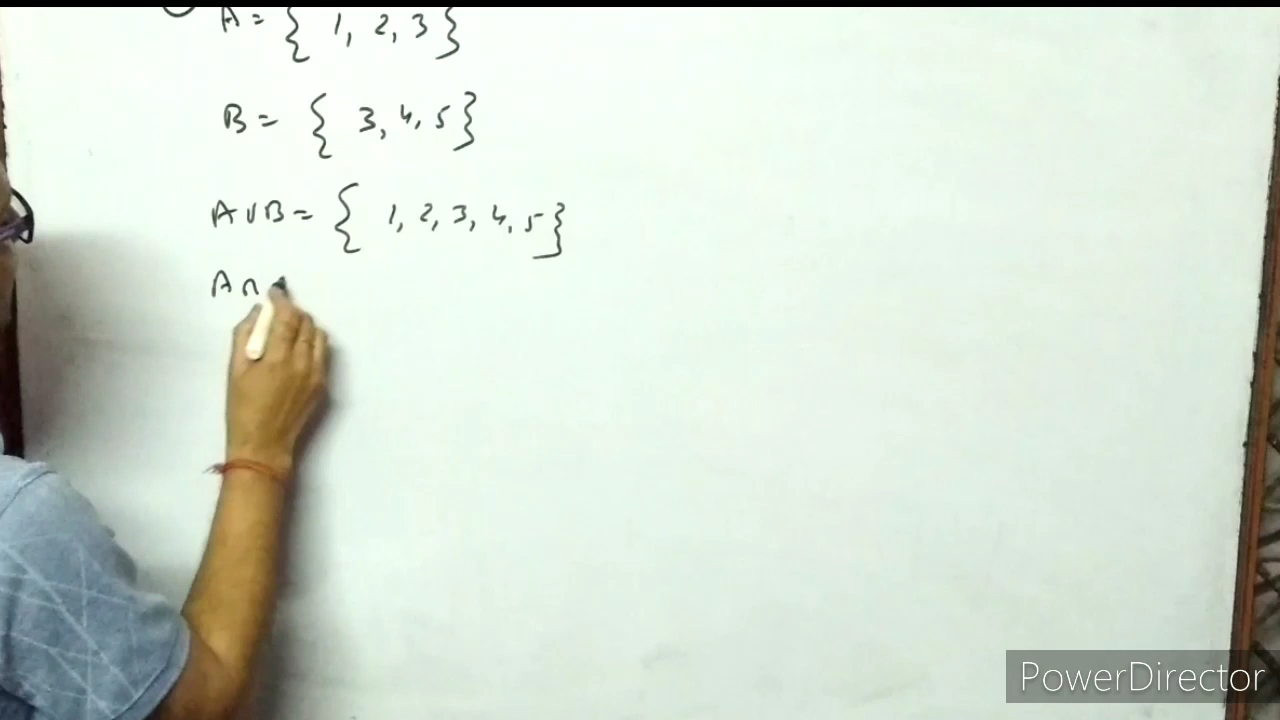 A = { 1, 2, 3 }
B = { 3, 4, 5 }
A ∪ B = { 1, 2, 3, 4, 5 }
A ∩
PowerDirector